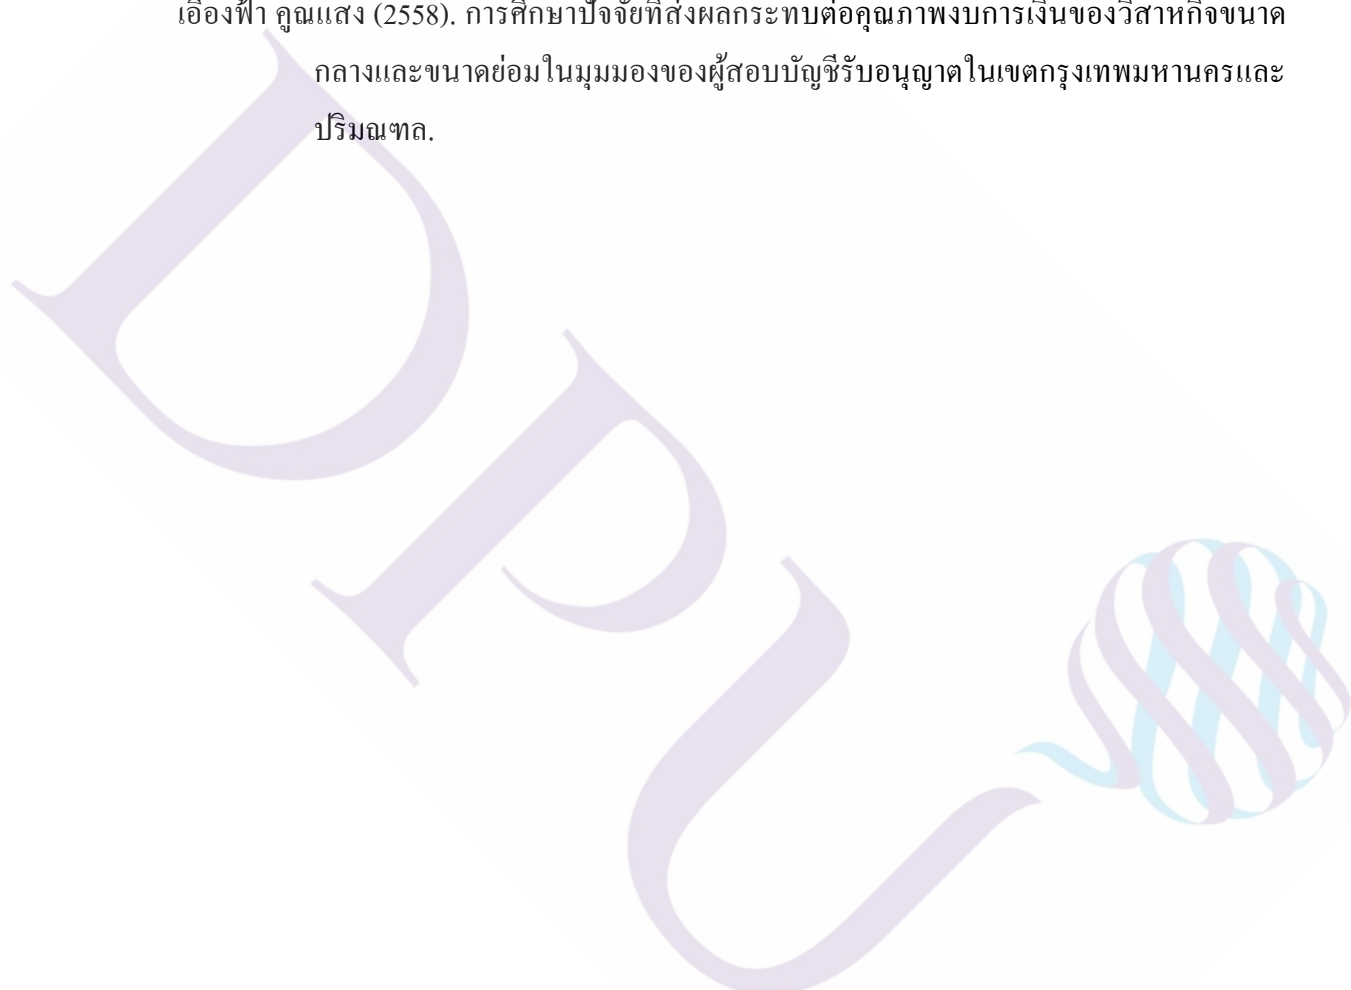 เอื้องฟ้า คูณแสง (2558). การศึกษาปัจจัยที่ส่งผลกระทบต่อคุณภาพงบการเงินของวิสาหกิจขนาด
กลางและขนาดย่อมในมุมมองของผู้สอบบัญชีรับอนุญาตในเขตกรุงเทพมหานครและ
ปริมณฑล.
DPU